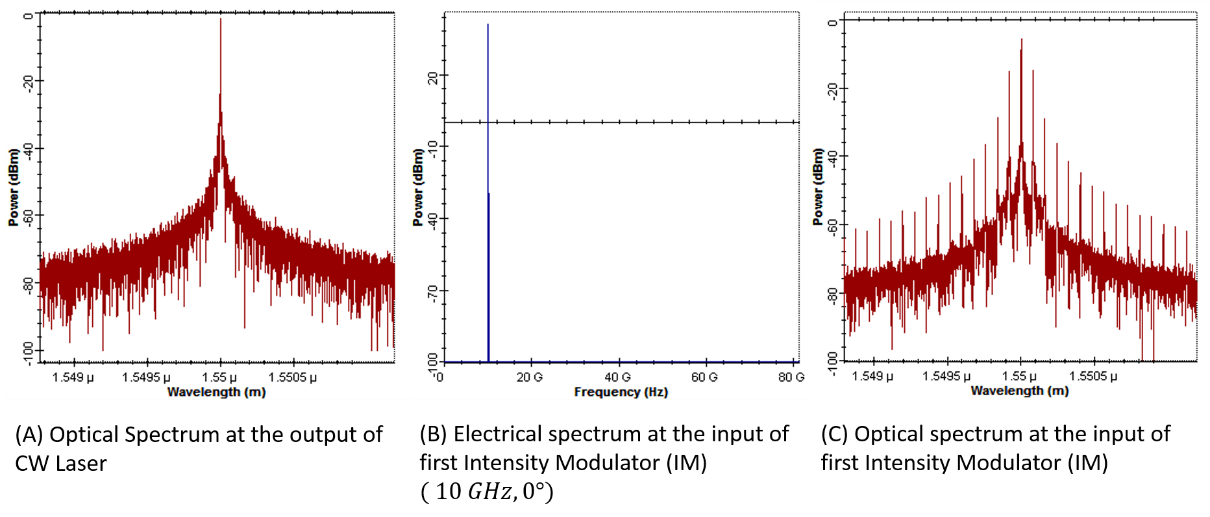 0
-20
-40
-60
-80
-100
Power (dBm)
1.549 µ
1.5495 µ
1.55 µ
1.5505 µ
Wavelength (m)
20
-10
-40
-70
-100
Power (dBm)
0
20 G
40 G
60 G
80 G
Frequency (Hz)
0
-20
-40
-60
-80
-100
Power (dBm)
1.549 µ
1.5495 µ
1.55 µ
1.5505 µ
Wavelength (m)
(A) Optical Spectrum at the output of
CW Laser
(B) Electrical spectrum at the input of
first Intensity Modulator (IM)
( 10 GHz, 0°)
(C) Optical spectrum at the input of
first Intensity Modulator (IM)